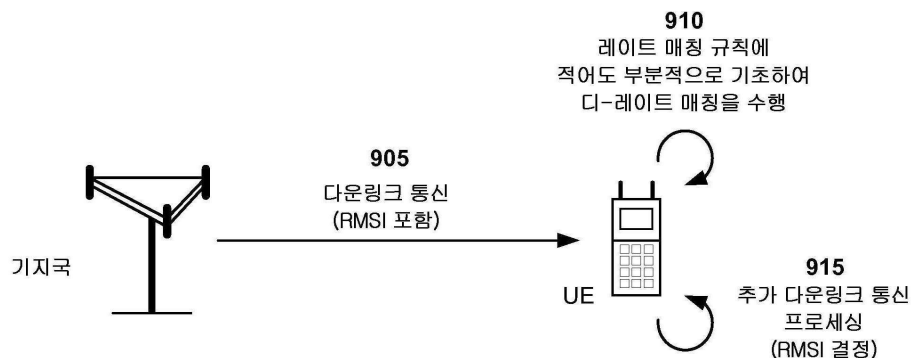 910
레이트 매칭 규칙에
적어도 부분적으로 기초하여
디-레이트 매칭을 수행
905
다운링크 통신
(RMSI 포함)
기지국
UE
915
추가 다운링크 통신
프로세싱
(RMSI 결정)